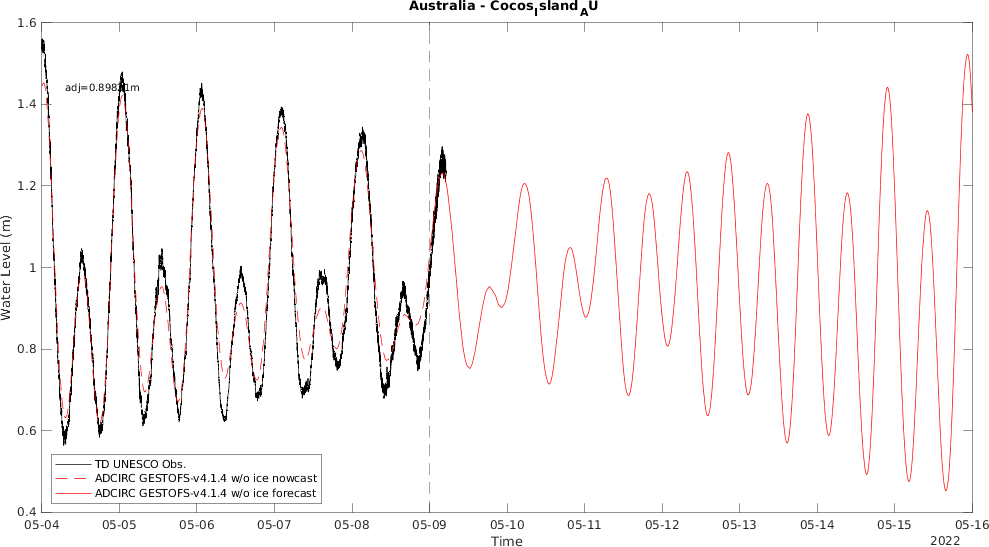 Australia - CocosIslandAU
1.6
adj=0.89821m
1.4
1.2
1
0.8
0.6
0.4
Water Level (m)
TD UNESCO Obs.
ADCIRC GESTOFS-v4.1.4 w/o ice nowcast
ADCIRC GESTOFS-v4.1.4 w/o ice forecast
05-04 05-05 05-06 05-07 05-08 05-09 05-10 05-11 05-12 05-13 05-14 05-15 05-16
Time
2022